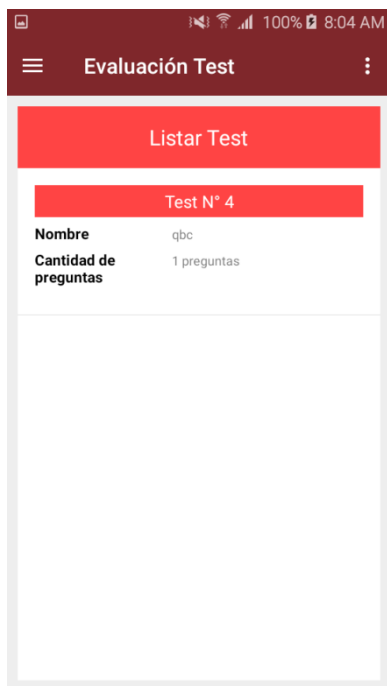 100% 8:04 AM
Evaluación Test
Listar Test
Test N° 4
Nombre qbc
Cantidad de preguntas 1 preguntas